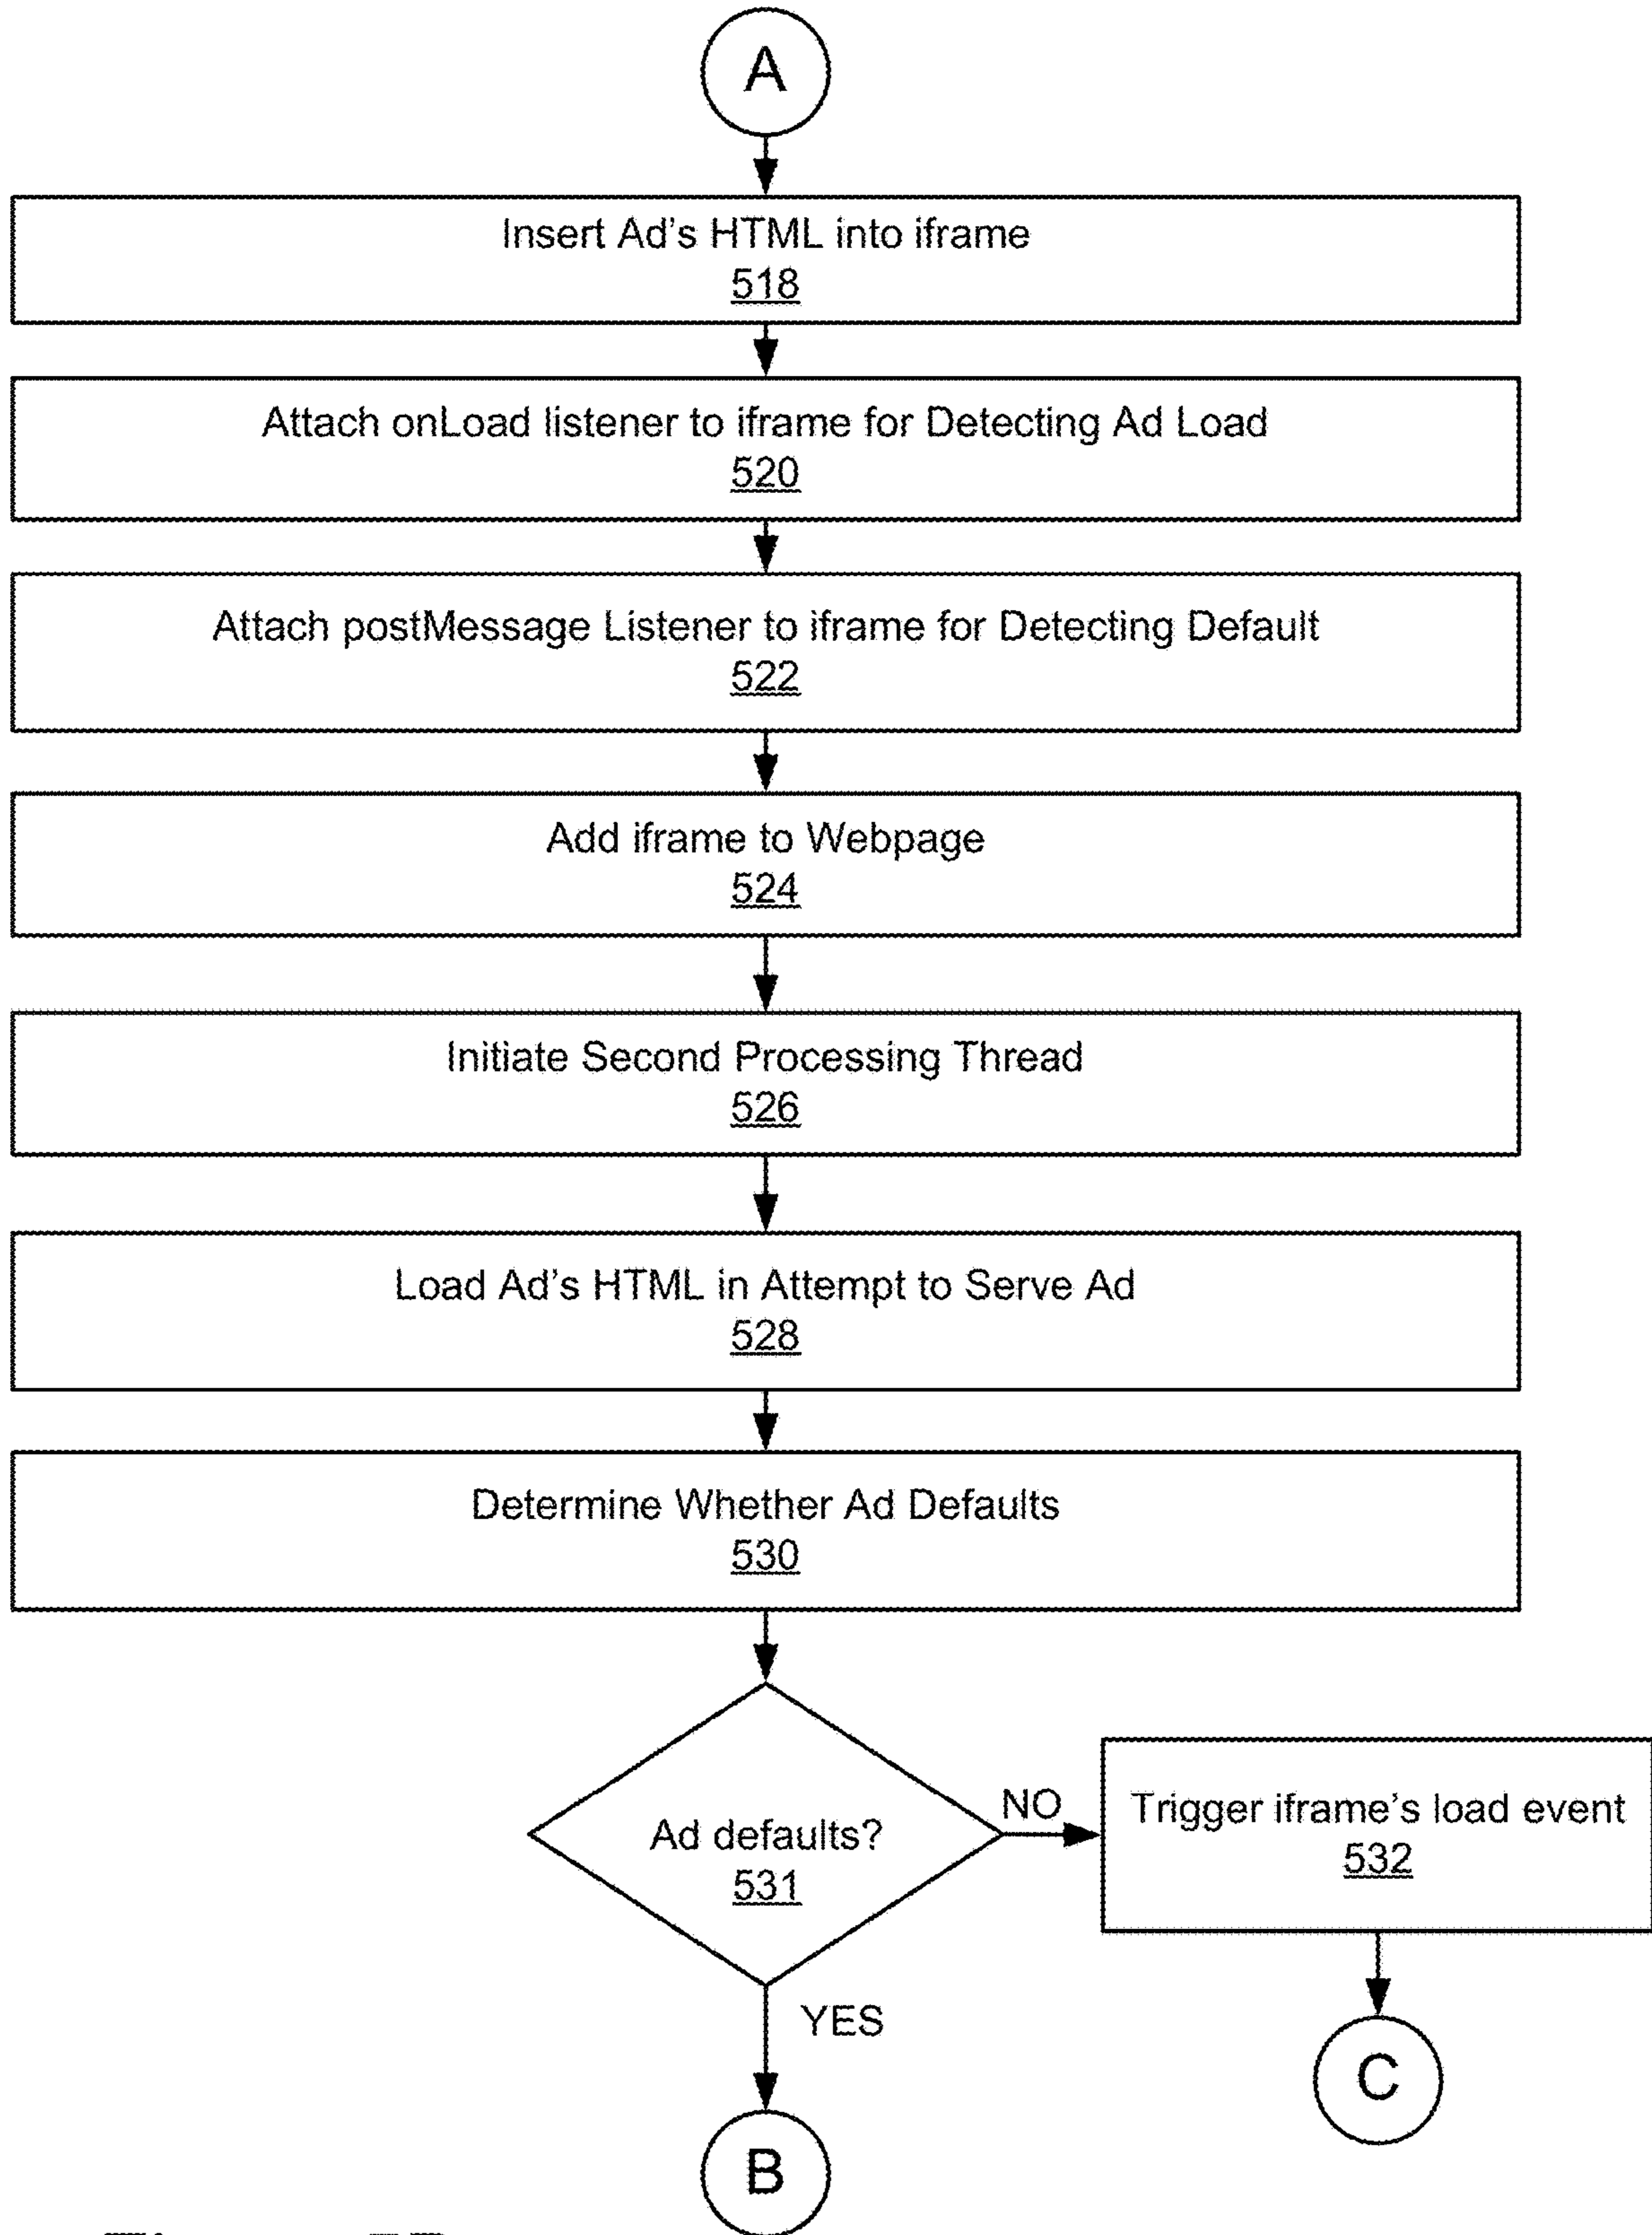 A
Insert Ad's HTML into iframe
518
Attach onLoad listener to iframe for Detecting Ad Load
520
Attach postMessage Listener to iframe for Detecting Default
522
Add iframe to Webpage
524
Initiate Second Processing Thread
526
Load Ad's HTML in Attempt to Serve Ad
528
Determine Whether Ad Defaults
530
Ad defaults?
531
NO
Trigger iframe's load event
532
YES
C
B